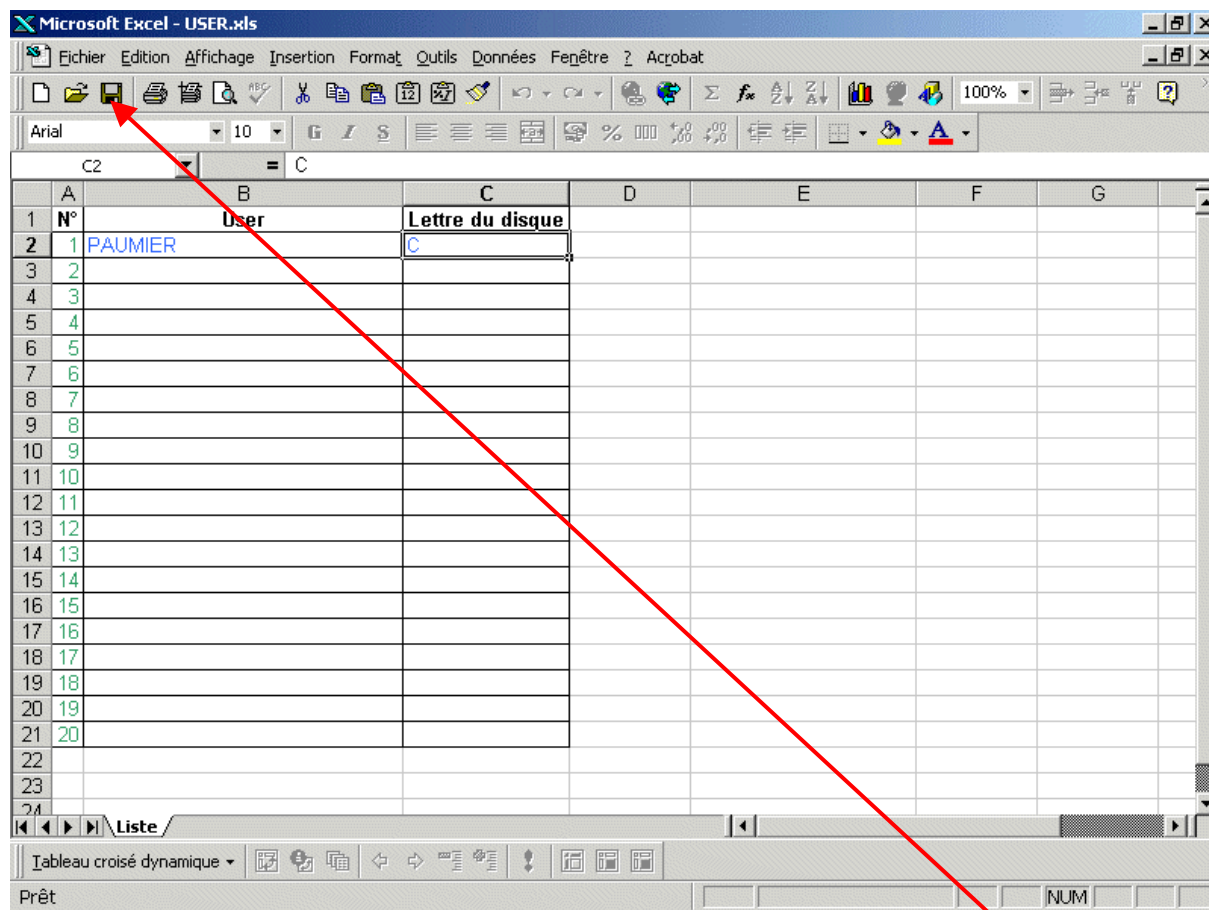 Microsoft Excel - USER.xls
Fichier Edition Affichage Insertion Format Outils Données Fenêtre ? Acrobat
100%
Arial 10 G I S
C2 = C
A B C D E F G
1 N° User Lettre du disque
2 1 PAUMIER C
3 2
4 3
5 4
6 5
7 6
8 7
9 8
10 9
11 10
12 11
13 12
14 13
15 14
16 15
17 16
18 17
19 18
20 19
21 20
22
23
24
Liste
Tableau croisé dynamique
Prêt NUM